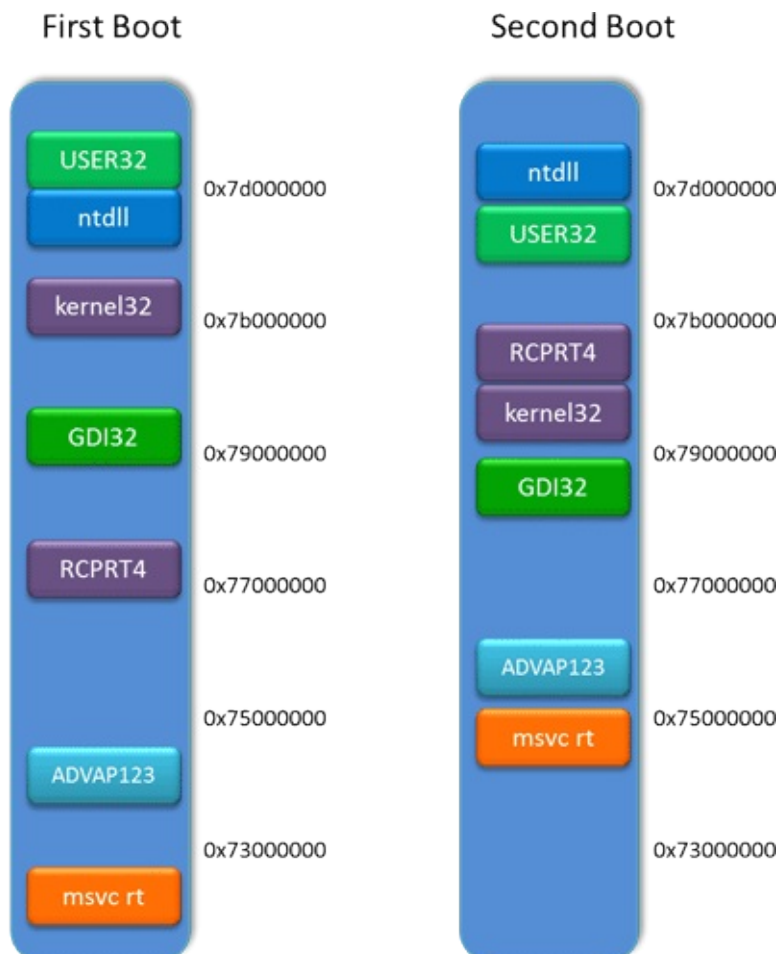 First Boot
USER32
0x7d000000
ntdll
kernel32
0x7b000000
GDI32
0x79000000
RCPRT4
0x77000000
0x75000000
ADVAP123
0x73000000
msvc rt
Second Boot
ntdll
0x7d000000
USER32
0x7b000000
RCPRT4
kernel32
0x79000000
GDI32
0x77000000
ADVAP123
0x75000000
msvc rt
0x73000000